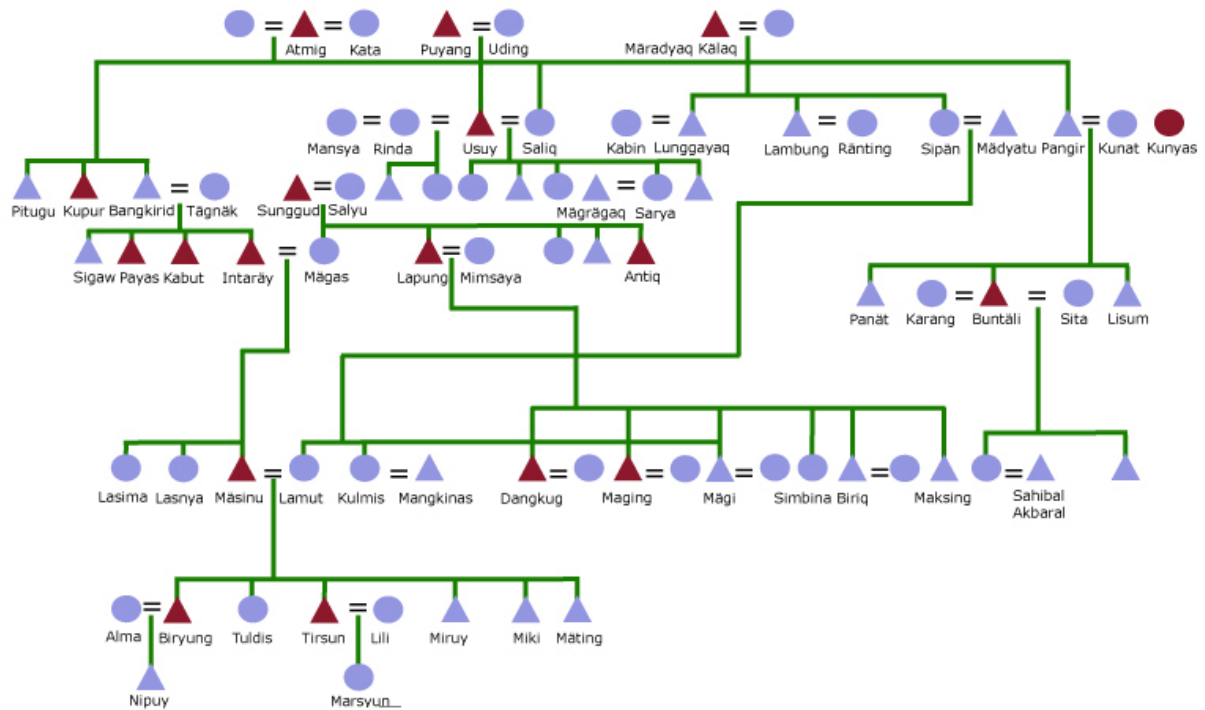 Atmig Kata Puyang Uding Märadyaq Kälaq
Mansya Rinda Usuy Saliq Kabin Lunggayaq Lambung Ränting Sipän Mädyatu Pangir Kunat Kunyas
Pitugu Kupur Bangkirid Tägnäk Sunggud Salyu Mägrägaq Sarya
Sigaw Payas Kabut Intaräy Mägas Lapung Mimsaya Antiq
Panät Karang Buntäli Sita Lisum
Lasima Lasnya Mäsinu Lamut Kulmis Mangkinas Dangkug Maging Mägi Simbina Biriq Maksing Sahibal
Akbaral
Alma Biryung Tuldis Tirsun Lili Miruy Miki Mäting
Nipuy Marsyun